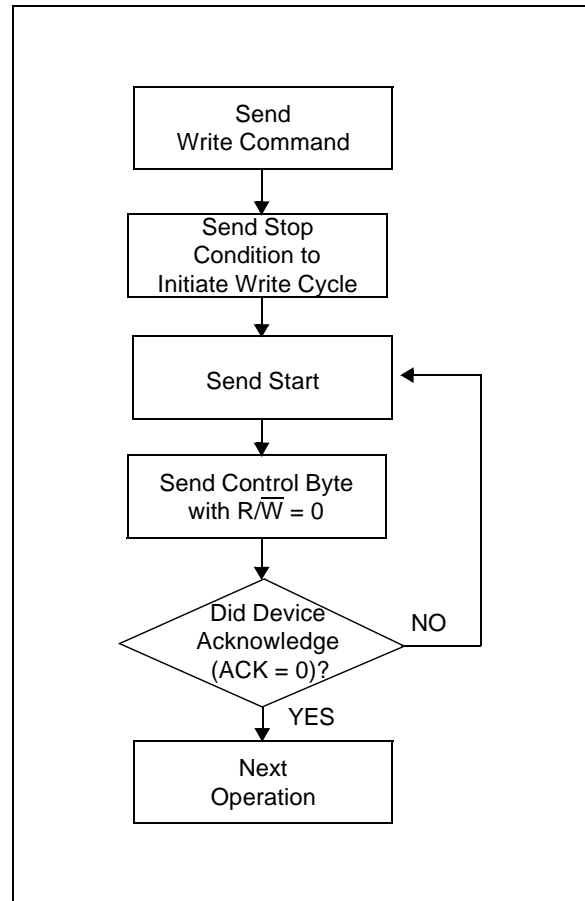 Send
Write Command
Send Stop
Condition to
Initiate Write Cycle
Send Start
Send Control Byte
with R/W̅ = 0
Did Device
Acknowledge
(ACK = 0)?
NO
YES
Next
Operation